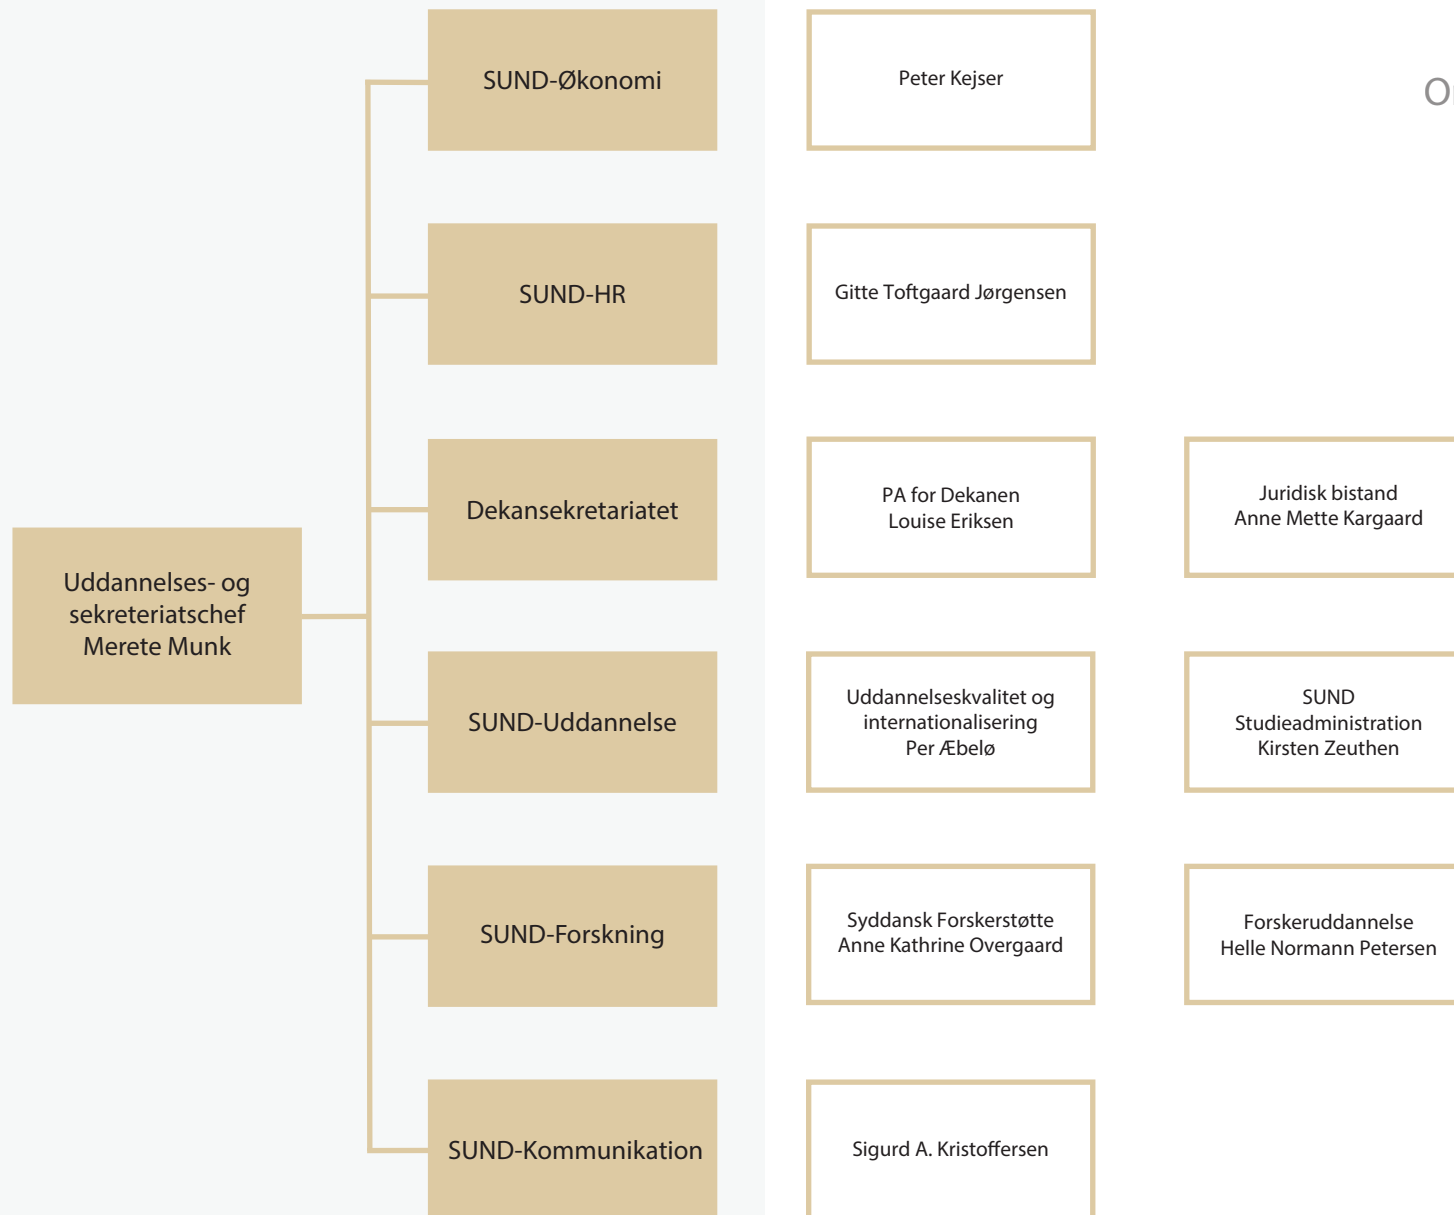 SUND-Økonomi
Peter Kejser
SUND-HR
Gitte Toftgaard Jørgensen
Dekansekretariatet
PA for Dekanen
Louise Eriksen
Juridisk bistand
Anne Mette Kargaard
Uddannelses- og
sekreteriatschef
Merete Munk
SUND-Uddannelse
Uddannelseskvalitet og
internationalisering
Per Æbelø
SUND
Studieadministration
Kirsten Zeuthen
SUND-Forskning
Syddansk Forskerstøtte
Anne Kathrine Overgaard
Forskeruddannelse
Helle Normann Petersen
SUND-Kommunikation
Sigurd A. Kristoffersen